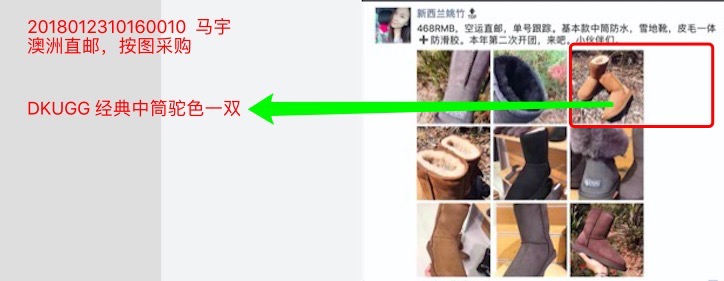 2018012310160010 马宇
澳洲直邮，按图采购
DKUGG 经典中筒驼色一双
新西兰姚竹
468RMB，空运直邮，单号跟踪。基本款中筒防水，雪地靴，皮毛一体
➕防滑胶。本年第二次开团，来吧，小伙伴们。